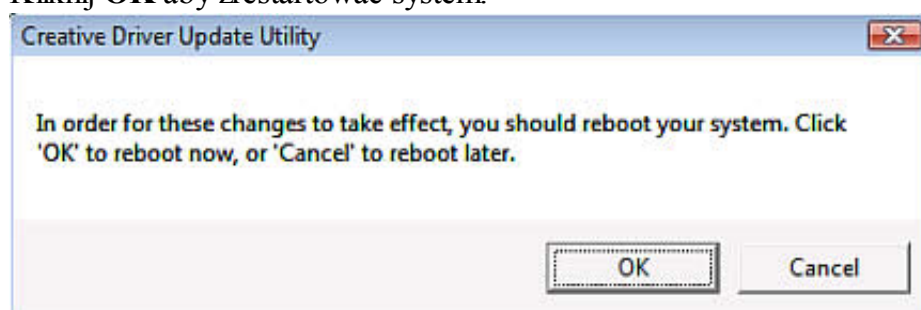 Kliknij OK aby zrestartować system.
Creative Driver Update Utility
In order for these changes to take effect, you should reboot your system. Click
'OK' to reboot now, or 'Cancel' to reboot later.
OK
Cancel